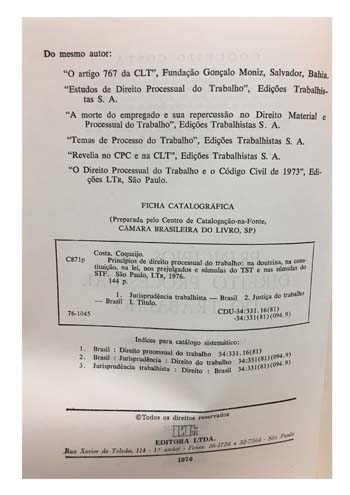 Do mesmo autor:
"O artigo 767 da CLT", Fundação Gonçalo Moniz, Salvador, Bahia.
"Estudos de Direito Processual do Trabalho", Edições Trabalhis-
tas S. A.
"A morte do empregado e sua repercussão no Direito Material e
Processual do Trabalho", Edições Trabalhistas S. A.
"Temas de Processo do Trabalho", Edições Trabalhistas S. A.
"Revelia no CPC e na CLT", Edições Trabalhistas S. A.
"O Direito Processual do Trabalho e o Código Civil de 1973", Edi-
ções LTR, São Paulo.
FICHA CATALOGRÁFICA
(Preparada pelo Centro de Catalogação-na-Fonte,
CÂMARA BRASILEIRA DO LIVRO, SP)
Costa, Coqueijo.
C871p Princípios de direito processual do trabalho: na doutrina, na con-
stituição, na lei, nos prejulgados e súmulas do TST e nas súmulas do
STF. São Paulo, LTr, 1976.
144 p.
1. Jurisprudência trabalhista — Brasil 2. Justiça do trabalho
— Brasil I. Título.
76-1045 CDU-34:331.16(81)
-34:331(81)(094.9)
Índices para catálogo sistemático:
1. Brasil : Direito processual do trabalho 34:331.16(81)
2. Brasil : Jurisprudência : Direito do trabalho 34:331(81)(094.9)
3. Jurisprudência trabalhista : Direito : Brasil 34:331(81)(094.9)
©Todos os direitos reservados
LTR
EDITORA LTDA.
Rua Xavier de Toledo, 114 - 1.º andar - Fones: 36-1724 e 32-7364 - São Paulo
1976